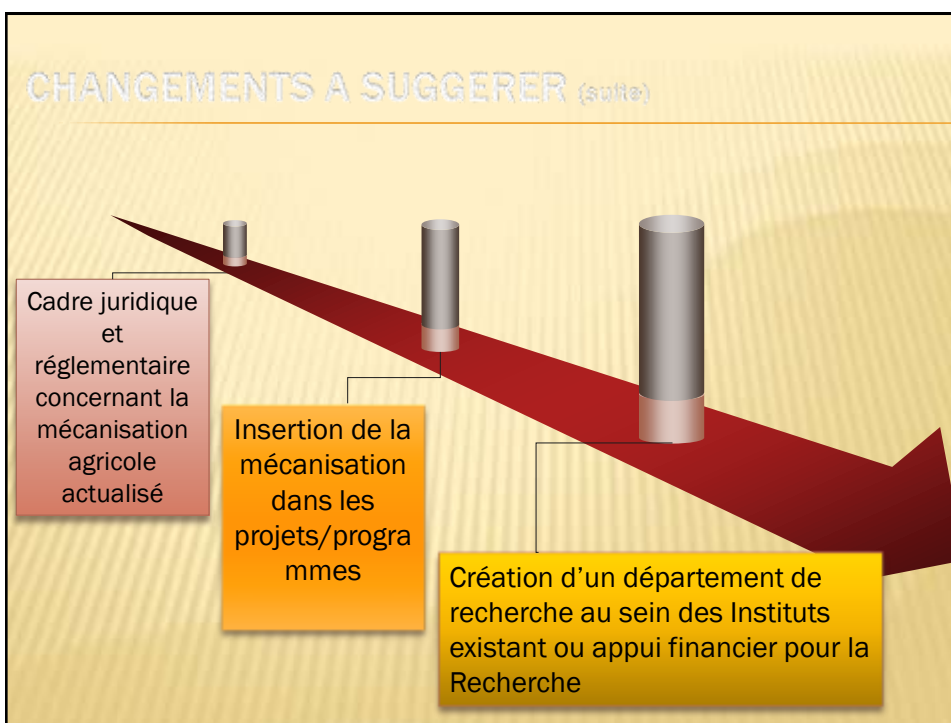 CHANGEMENTS A SUGGERER (suite)
Cadre juridique
et
réglementaire
concernant la
mécanisation
agricole
actualisé
Insertion de la
mécanisation
dans les
projets/progra
mmes
Création d’un département de
recherche au sein des Instituts
existant ou appui financier pour la
Recherche